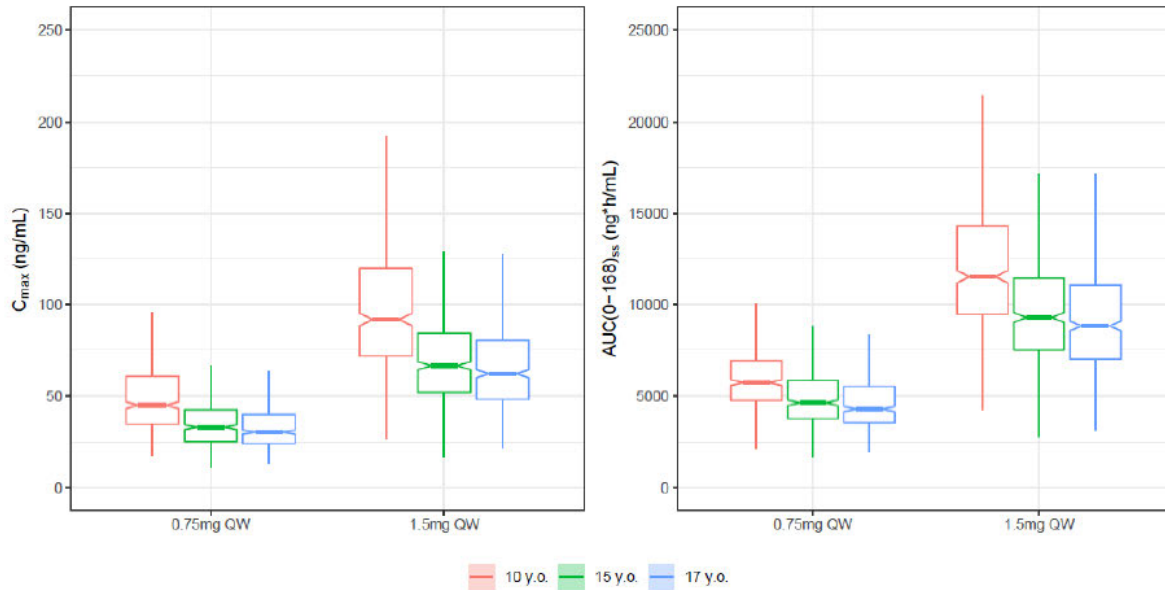 Cmax (ng/mL)
250
200
150
100
50
0
0.75mg QW
1.5mg QW
AUC(0−168)ss (ng*h/mL)
25000
20000
15000
10000
5000
0
0.75mg QW
1.5mg QW
10 y.o. 15 y.o. 17 y.o.